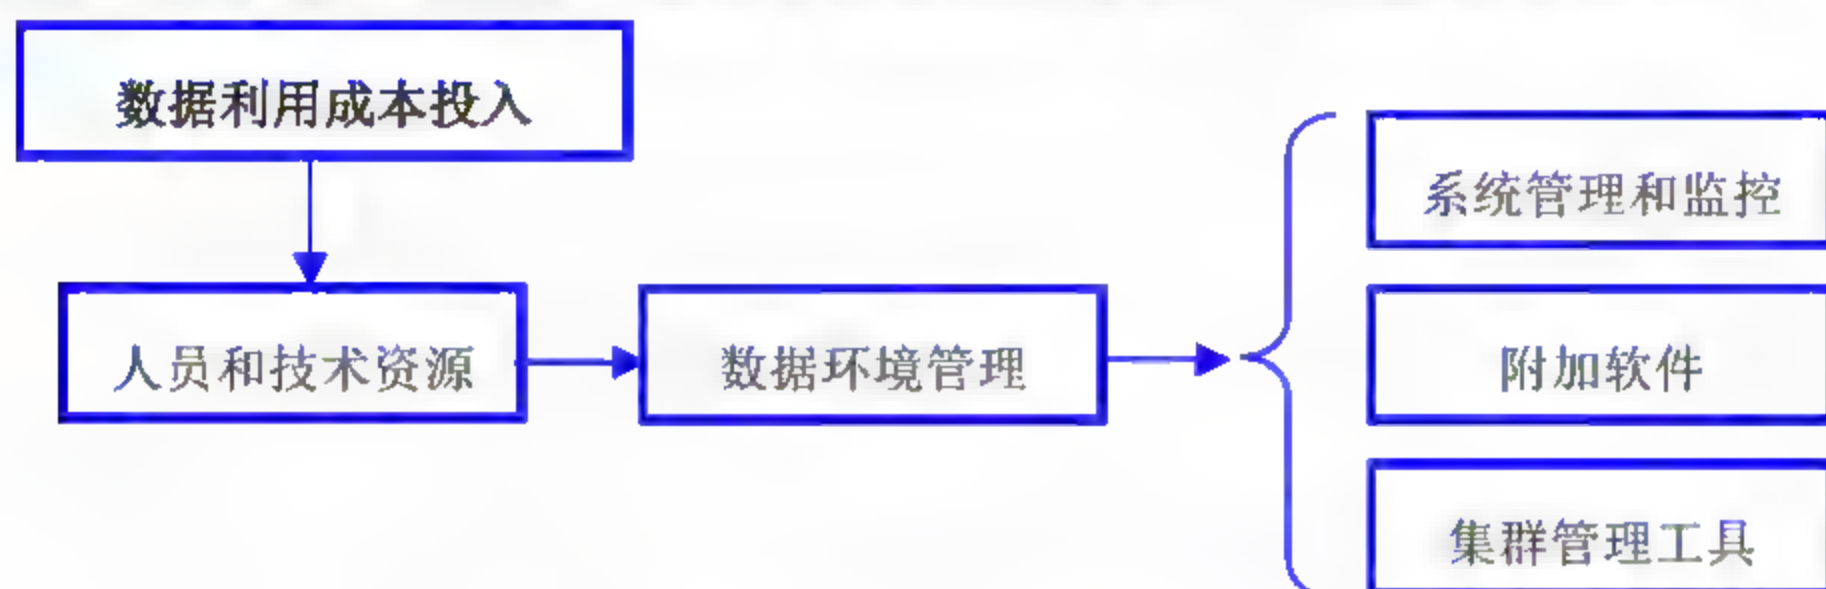 数据利用成本投入
系统管理和监控
人员和技术资源
数据环境管理
附加软件
集群管理工具